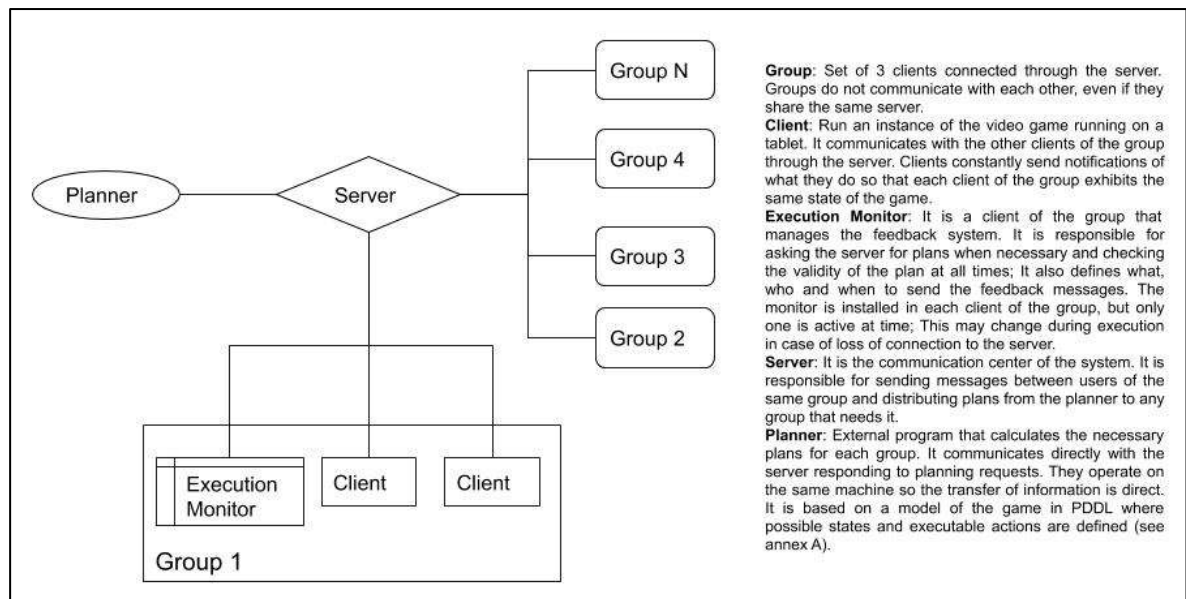 Group N
Group 4
Planner
Server
Group 3
Group 2
Execution
Monitor
Client
Client
Group 1
Group: Set of 3 clients connected through the server.
Groups do not communicate with each other, even if they
share the same server.
Client: Run an instance of the video game running on a
tablet. It communicates with the other clients of the group
through the server. Clients constantly send notifications of
what they do so that each client of the group exhibits the
same state of the game.
Execution Monitor: It is a client of the group that
manages the feedback system. It is responsible for
asking the server for plans when necessary and checking
the validity of the plan at all times; It also defines what,
who and when to send the feedback messages. The
monitor is installed in each client of the group, but only
one is active at time; This may change during execution
in case of loss of connection to the server.
Server: It is the communication center of the system. It is
responsible for sending messages between users of the
same group and distributing plans from the planner to any
group that needs it.
Planner: External program that calculates the necessary
plans for each group. It communicates directly with the
server responding to planning requests. They operate on
the same machine so the transfer of information is direct.
It is based on a model of the game in PDDL where
possible states and executable actions are defined (see
annex A).